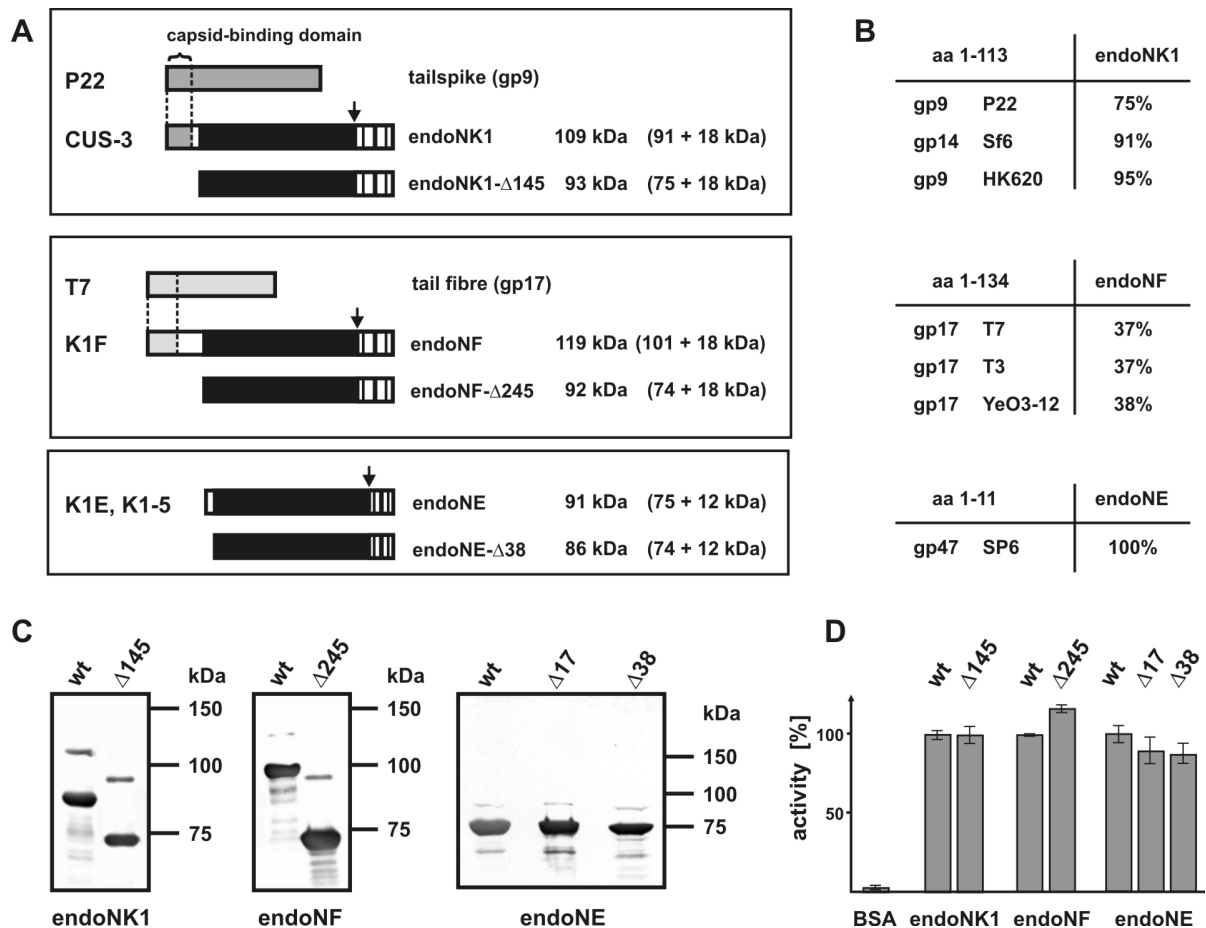 A
capsid-binding domain
P22
tailspike (gp9)
CUS-3
endoNK1 109 kDa (91 + 18 kDa)
endoNK1-Δ145 93 kDa (75 + 18 kDa)
T7
tail fibre (gp17)
K1F
endoNF 119 kDa (101 + 18 kDa)
endoNF-Δ245 92 kDa (74 + 18 kDa)
K1E, K1-5
endoNE 91 kDa (75 + 12 kDa)
endoNE-Δ38 86 kDa (74 + 12 kDa)
B
aa 1-113 endoNK1
gp9 P22 75%
gp14 Sf6 91%
gp9 HK620 95%
aa 1-134 endoNF
gp17 T7 37%
gp17 T3 37%
gp17 YeO3-12 38%
aa 1-11 endoNE
gp47 SP6 100%
C
wt Δ145 kDa
150
100
75
endoNK1
wt Δ245 kDa
150
100
75
endoNF
wt Δ17 Δ38
kDa
150
100
75
endoNE
D
wt Δ145 wt Δ245 wt Δ17 Δ38
activity [%]
100
50
BSA endoNK1 endoNF endoNE